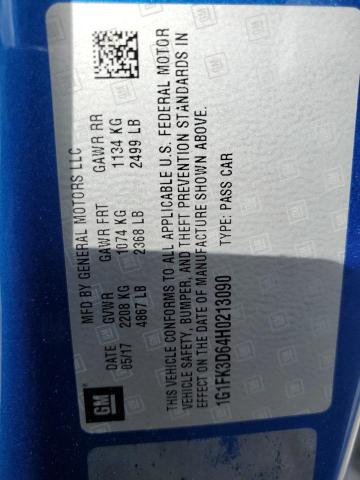 MFD BY GENERAL MOTORS LLC
DATE GVWR GAWR FRT GAWR RR
05/17 2208 KG 1074 KG 1134 KG
4867 LB 2368 LB 2499 LB
THIS VEHICLE CONFORMS TO ALL APPLICABLE U.S. FEDERAL MOTOR
VEHICLE SAFETY, BUMPER, AND THEFT PREVENTION STANDARDS IN
EFFECT ON THE DATE OF MANUFACTURE SHOWN ABOVE.
1G1FK3D64H0213090 TYPE: PASS CAR
GM